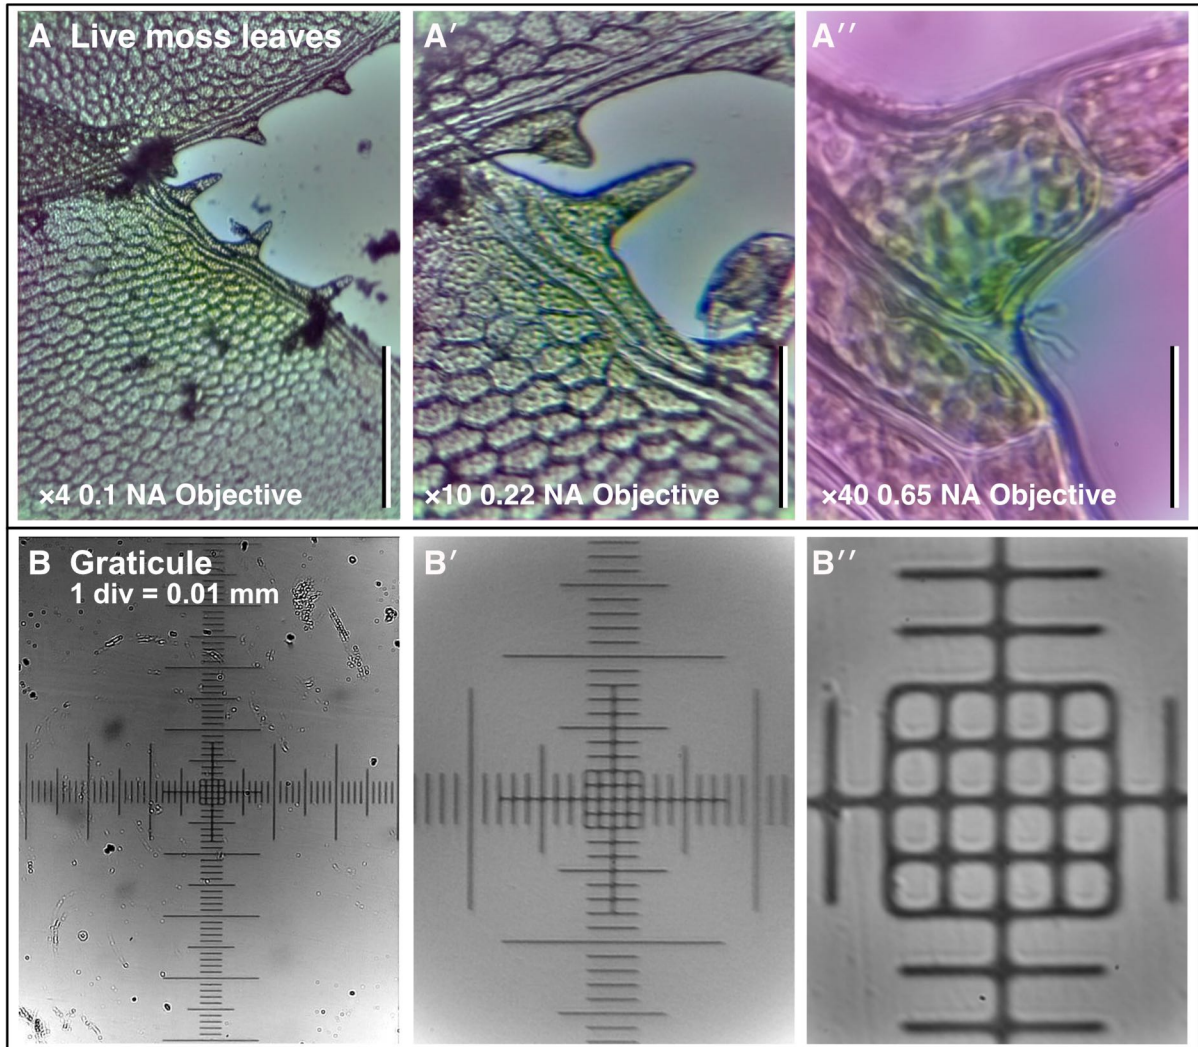 A Live moss leaves
A′
A′′
×4 0.1 NA Objective
×10 0.22 NA Objective
×40 0.65 NA Objective
B Graticule
1 div = 0.01 mm
B′
B′′